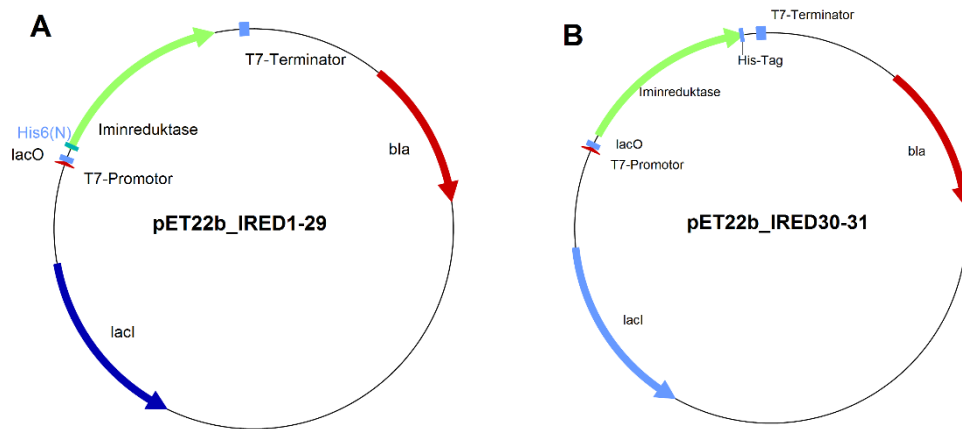 A
T7-Terminator
His6(N)
Iminreduktase
lacO
T7-Promotor
bla
pET22b_IRED1-29
lacI
B
T7-Terminator
His-Tag
Iminreduktase
lacO
T7-Promotor
bla
pET22b_IRED30-31
lacI